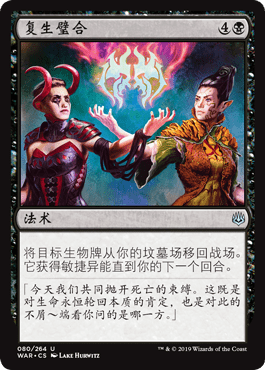 复生璧合 4
法术
将目标生物牌从你的坟墓场移回战场。
它获得敏捷异能直到你的下一个回合。
「今天我们共同抛开死亡的束缚。这既是
对生命永恒轮回本质的肯定，也是对此的
不屑～端看你问的是哪一方。」
080/264 U
WAR • CS LAKE HURWITZ
™ & © 2019 Wizards of the Coast